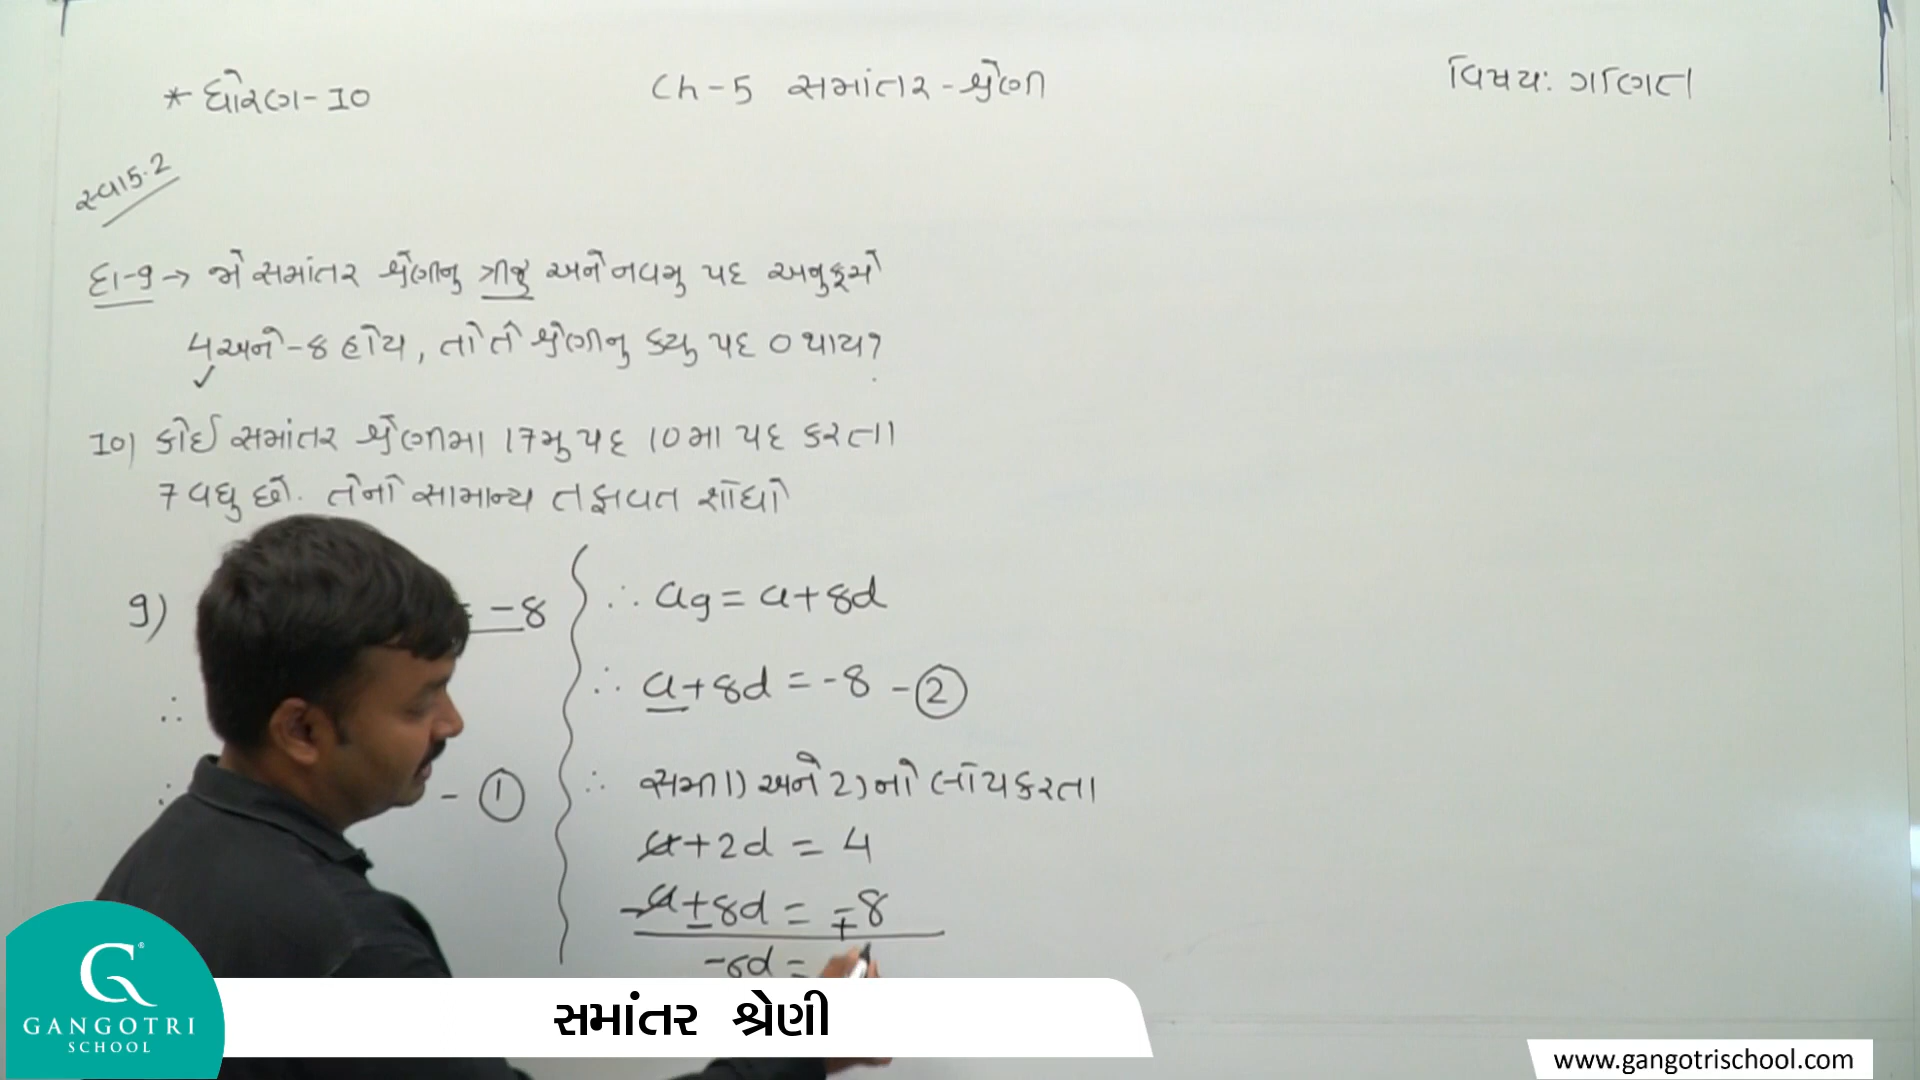 * ધોરણ-10
Ch-5 સમાંતર-શ્રેણી
વિષય: ગણિત
સ્વા5.2
દા-9→ જો સમાંતર શ્રેણીનુ ત્રીજુ અને નવમુ પદ અનુક્રમે
4 અને -8 હોય, તો તે શ્રેણીનુ કયુ પદ 0 થાય?
10) કોઈ સમાંતર શ્રેણીમા 17મુ પદ 10મા પદ કરતા
7 વધુ છે. તેનો સામાન્ય તફાવત શોધો
9)
= -8
∴
∴
- ①
∴ a9 = a+8d
∴ a+8d = -8 - ②
∴ સમી 1) અને 2) નો લોપ કરતા
a+2d = 4
a+8d = -8
- + +
-6d =
GANGOTRI
SCHOOL
સમાંતર શ્રેણી
www.gangotrischool.com